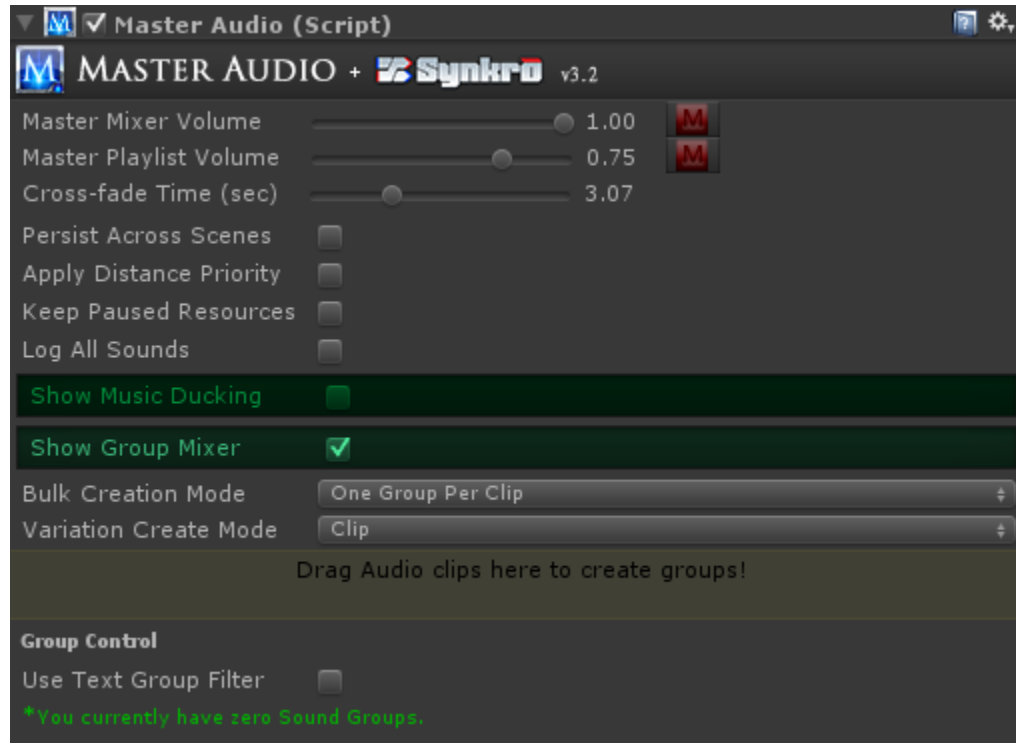 Master Audio (Script)
M MASTER AUDIO + Synkro v3.2
Master Mixer Volume 1.00 M
Master Playlist Volume 0.75 M
Cross-fade Time (sec) 3.07
Persist Across Scenes
Apply Distance Priority
Keep Paused Resources
Log All Sounds
Show Music Ducking
Show Group Mixer
Bulk Creation Mode One Group Per Clip
Variation Create Mode Clip
Drag Audio clips here to create groups!
Group Control
Use Text Group Filter
*You currently have zero Sound Groups.